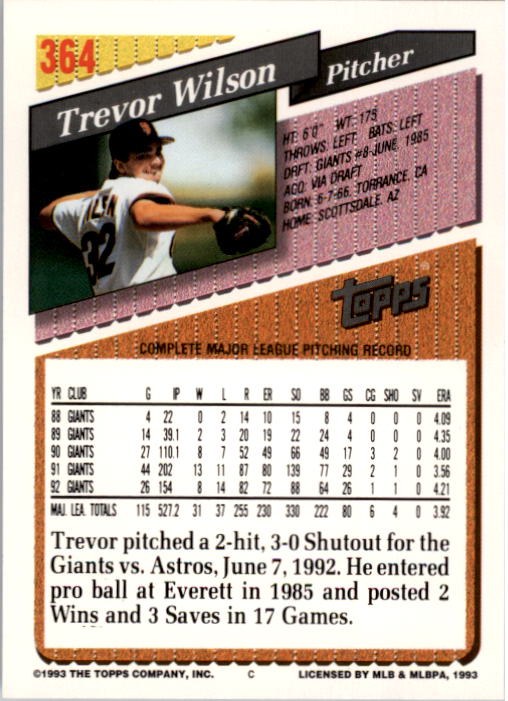 364
Trevor Wilson
Pitcher
HT: 6'0" WT: 175
THROWS: LEFT BATS: LEFT
DRFT: GIANTS #8-JUNE, 1985
ACQ: VIA DRAFT
BORN: 6-7-66, TORRANCE, CA
HOME: SCOTTSDALE, AZ
32
Topps
COMPLETE MAJOR LEAGUE PITCHING RECORD
YR CLUB G IP W L R ER SO BB GS CG SHO SV ERA
88 GIANTS 4 22 0 2 14 10 15 8 4 0 0 0 4.09
89 GIANTS 14 39.1 2 3 20 19 22 24 4 0 0 0 4.35
90 GIANTS 27 110.1 8 7 52 49 66 49 17 3 2 0 4.00
91 GIANTS 44 202 13 11 87 80 139 77 29 2 1 0 3.56
92 GIANTS 26 154 8 14 82 72 88 64 26 1 1 0 4.21
MAJ. LEA. TOTALS 115 527.2 31 37 255 230 330 222 80 6 4 0 3.92
Trevor pitched a 2-hit, 3-0 Shutout for the
Giants vs. Astros, June 7, 1992. He entered
pro ball at Everett in 1985 and posted 2
Wins and 3 Saves in 17 Games.
©1993 THE TOPPS COMPANY, INC. C LICENSED BY MLB & MLBPA, 1993